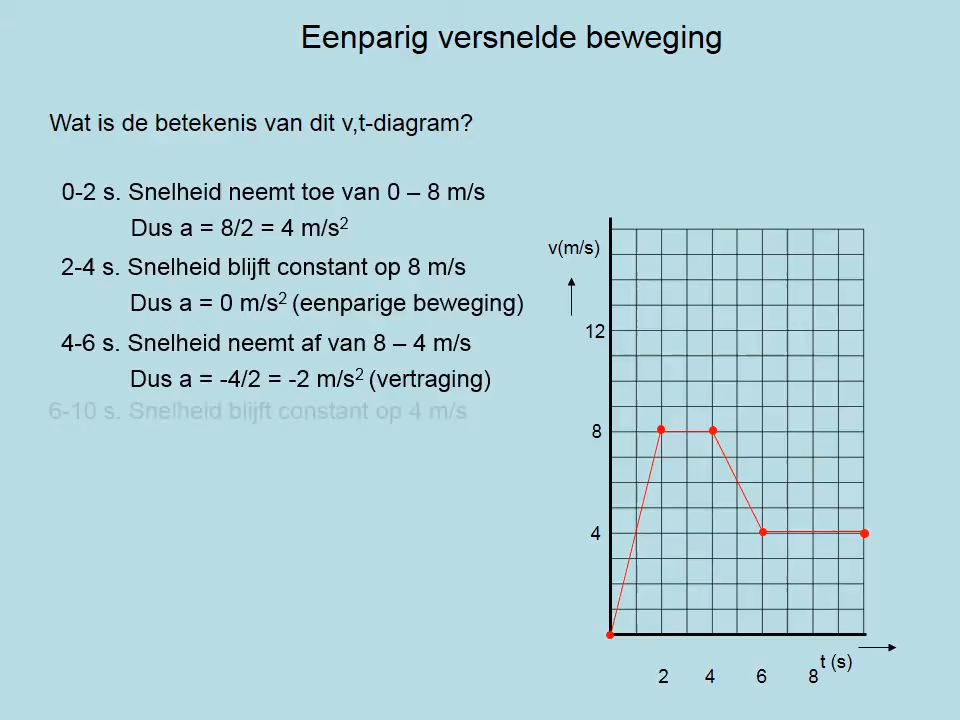 Eenparig versnelde beweging
Wat is de betekenis van dit v,t-diagram?
0-2 s. Snelheid neemt toe van 0 – 8 m/s
Dus a = 8/2 = 4 m/s²
2-4 s. Snelheid blijft constant op 8 m/s
Dus a = 0 m/s² (eenparige beweging)
4-6 s. Snelheid neemt af van 8 – 4 m/s
Dus a = -4/2 = -2 m/s² (vertraging)
6-10 s. Snelheid blijft constant op 4 m/s
v(m/s)
12
8
4
t (s)
2 4 6 8